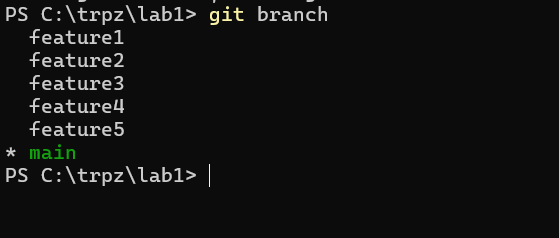 PS C:\trpz\lab1> git branch
  feature1
  feature2
  feature3
  feature4
  feature5
* main
PS C:\trpz\lab1>